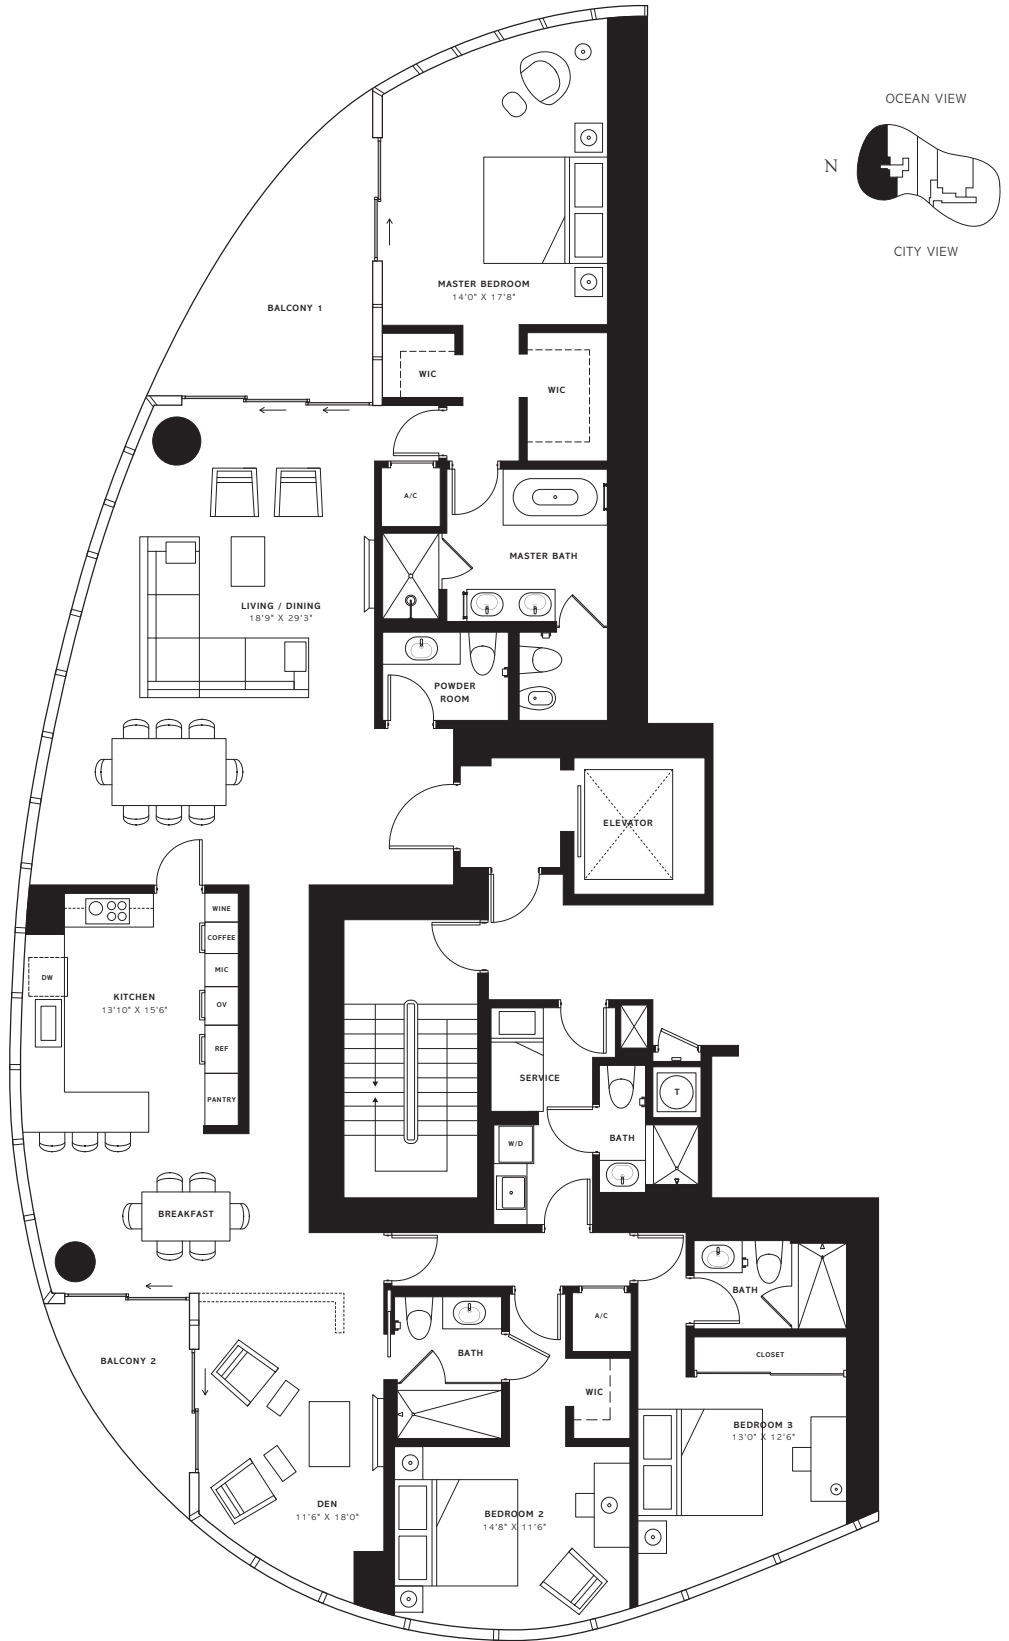 OCEAN VIEW
N
CITY VIEW
MASTER BEDROOM
14'0" X 17'8"
BALCONY 1
WIC
WIC
A/C
MASTER BATH
LIVING / DINING
18'9" X 29'3"
POWDER
ROOM
ELEVATOR
WINE
COFFEE
MIC
DW
OV
KITCHEN
13'10" X 15'6"
REF
PANTRY
SERVICE
T
BATH
W/D
BREAKFAST
BATH
A/C
BALCONY 2
BATH
CLOSET
WIC
BEDROOM 3
13'0" X 12'6"
DEN
11'6" X 18'0"
BEDROOM 2
14'8" X 11'6"